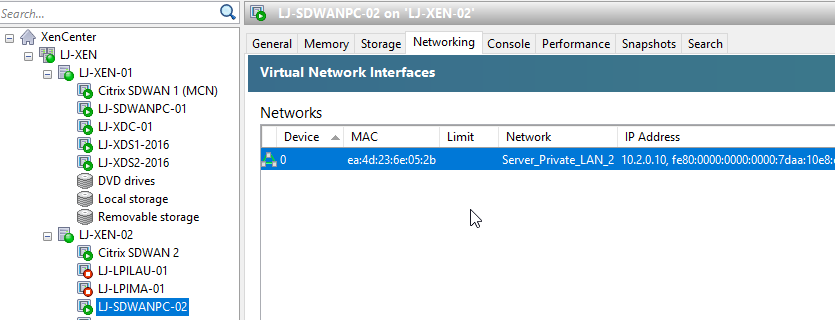 Search...
XenCenter
LJ-XEN
LJ-XEN-01
Citrix SDWAN 1 (MCN)
LJ-SDWANPC-01
LJ-XDC-01
LJ-XDS1-2016
LJ-XDS2-2016
DVD drives
Local storage
Removable storage
LJ-XEN-02
Citrix SDWAN 2
LJ-LPILAU-01
LJ-LPIMA-01
LJ-SDWANPC-02
LJ-SDWANPC-02 on 'LJ-XEN-02'
General Memory Storage Networking Console Performance Snapshots Search
Virtual Network Interfaces
Networks
Device MAC Limit Network IP Address
0 ea:4d:23:6e:05:2b Server_Private_LAN_2 10.2.0.10, fe80:0000:0000:0000:7daa:10e8: